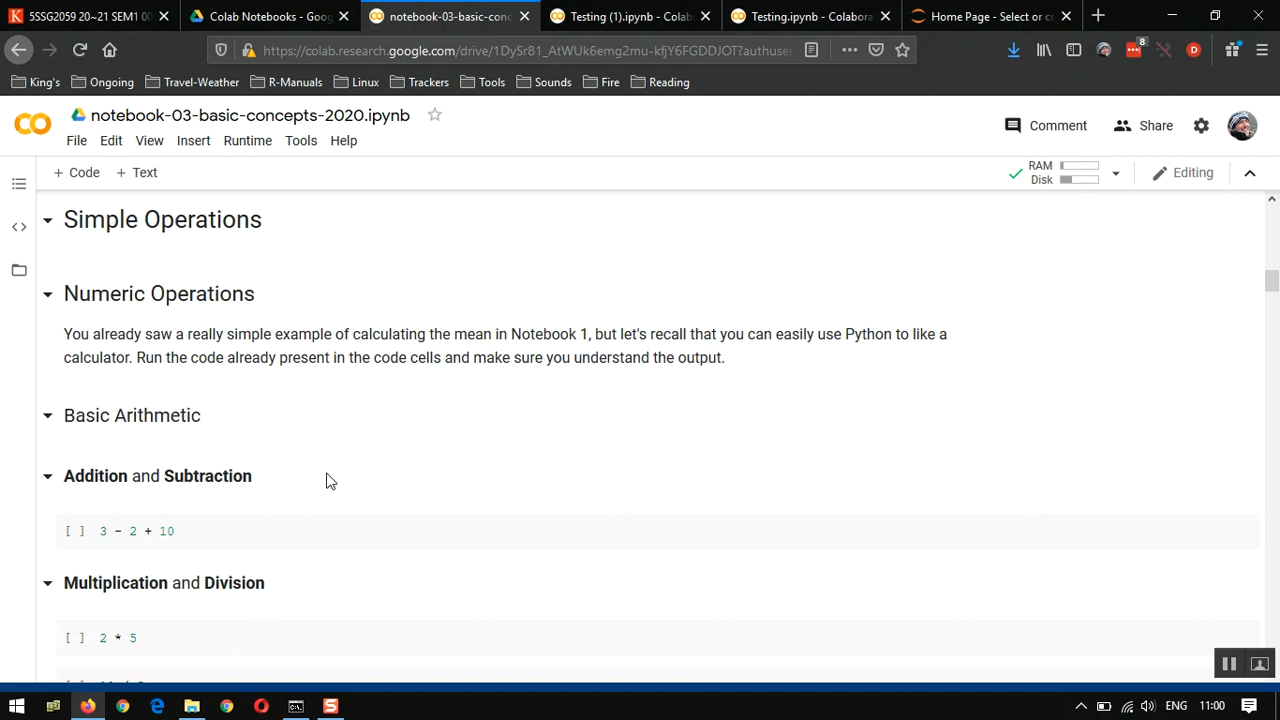 5SSG2059 20~21 SEM1 00
Colab Notebooks - Goog
notebook-03-basic-conc
Testing (1).ipynb - Colab
Testing.ipynb - Colabora
Home Page - Select or cr
https://colab.research.google.com/drive/1DySr81_AtWUk6emg2mu-kfjY6FGDDJOT?authuser
8
D
King's
Ongoing
Travel-Weather
R-Manuals
Linux
Trackers
Tools
Sounds
Fire
Reading
notebook-03-basic-concepts-2020.ipynb
Comment
Share
File Edit View Insert Runtime Tools Help
+ Code + Text
RAM
Disk
Editing
Simple Operations
Numeric Operations
You already saw a really simple example of calculating the mean in Notebook 1, but let's recall that you can easily use Python to like a
calculator. Run the code already present in the code cells and make sure you understand the output.
Basic Arithmetic
Addition and Subtraction
[ ] 3 - 2 + 10
Multiplication and Division
[ ] 2 * 5
ENG 11:00